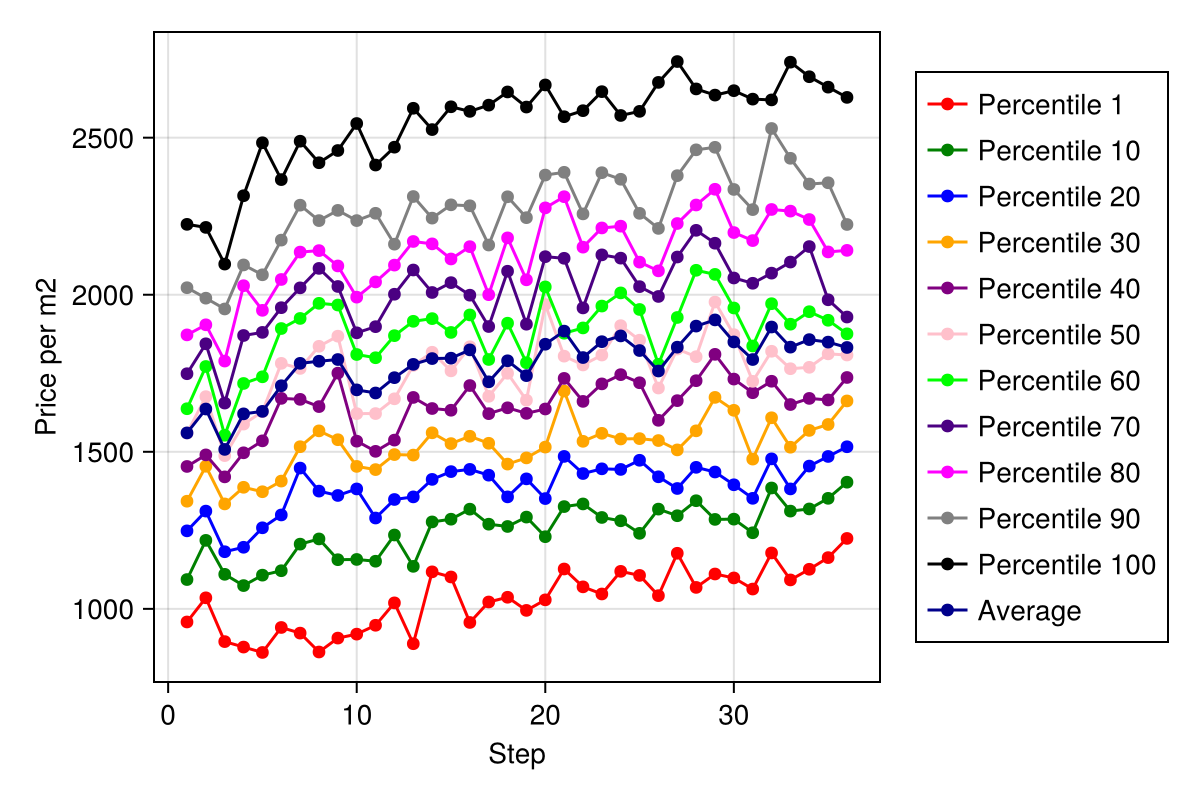 Price per m2
2500
2000
1500
1000
0
10
20
30
Step
Percentile 1
Percentile 10
Percentile 20
Percentile 30
Percentile 40
Percentile 50
Percentile 60
Percentile 70
Percentile 80
Percentile 90
Percentile 100
Average